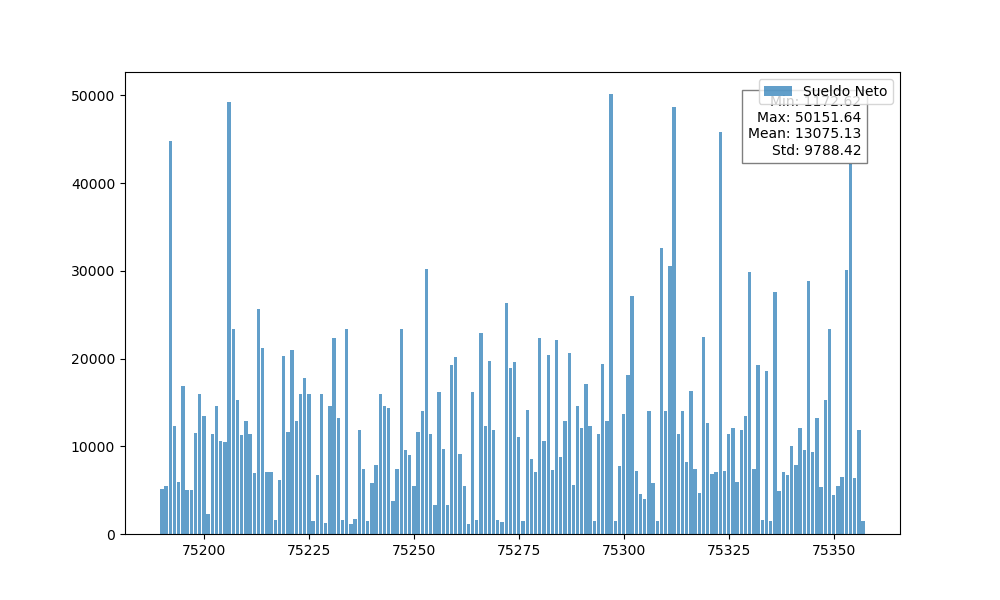 50000
40000
30000
20000
10000
0
Sueldo Neto
Min: 1172.62
Max: 50151.64
Mean: 13075.13
Std: 9788.42
75200 75225 75250 75275 75300 75325 75350